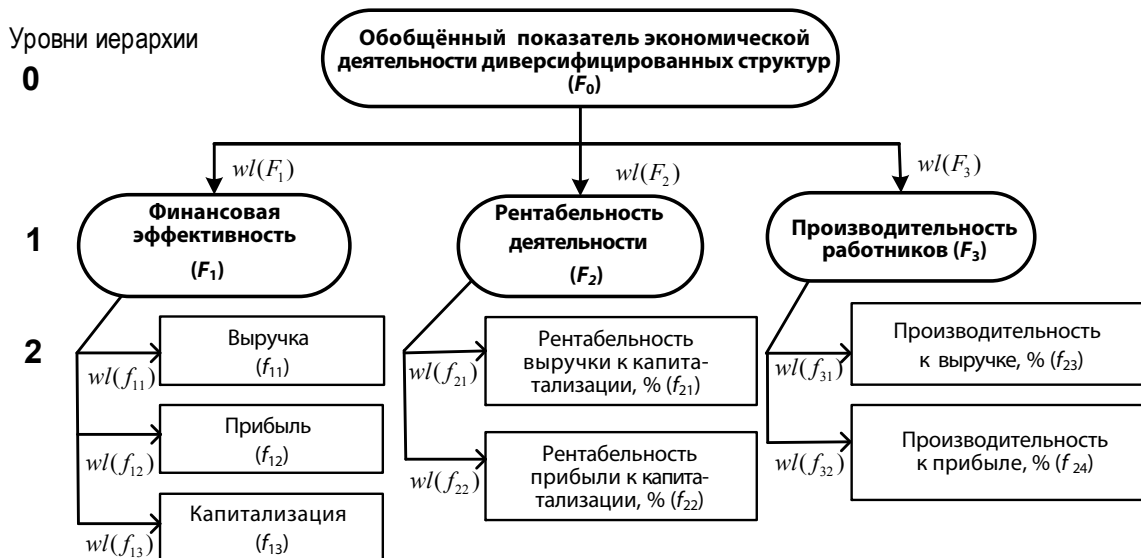 Уровни иерархии
0
Обобщённый показатель экономической
деятельности диверсифицированных структур
(F₀)
wl(F₁)
wl(F₂)
wl(F₃)
1
Финансовая
эффективность
(F₁)
Рентабельность
деятельности
(F₂)
Производительность
работников (F₃)
2
wl(f₁₁)
Выручка
(f₁₁)
wl(f₁₂)
Прибыль
(f₁₂)
wl(f₁₃)
Капитализация
(f₁₃)
wl(f₂₁)
Рентабельность
выручки к капита-
тализации, % (f₂₁)
wl(f₂₂)
Рентабельность
прибыли к капита-
тализации, % (f₂₂)
wl(f₃₁)
Производительность
к выручке, % (f₂₃)
wl(f₃₂)
Производительность
к прибыле, % (f₂₄)